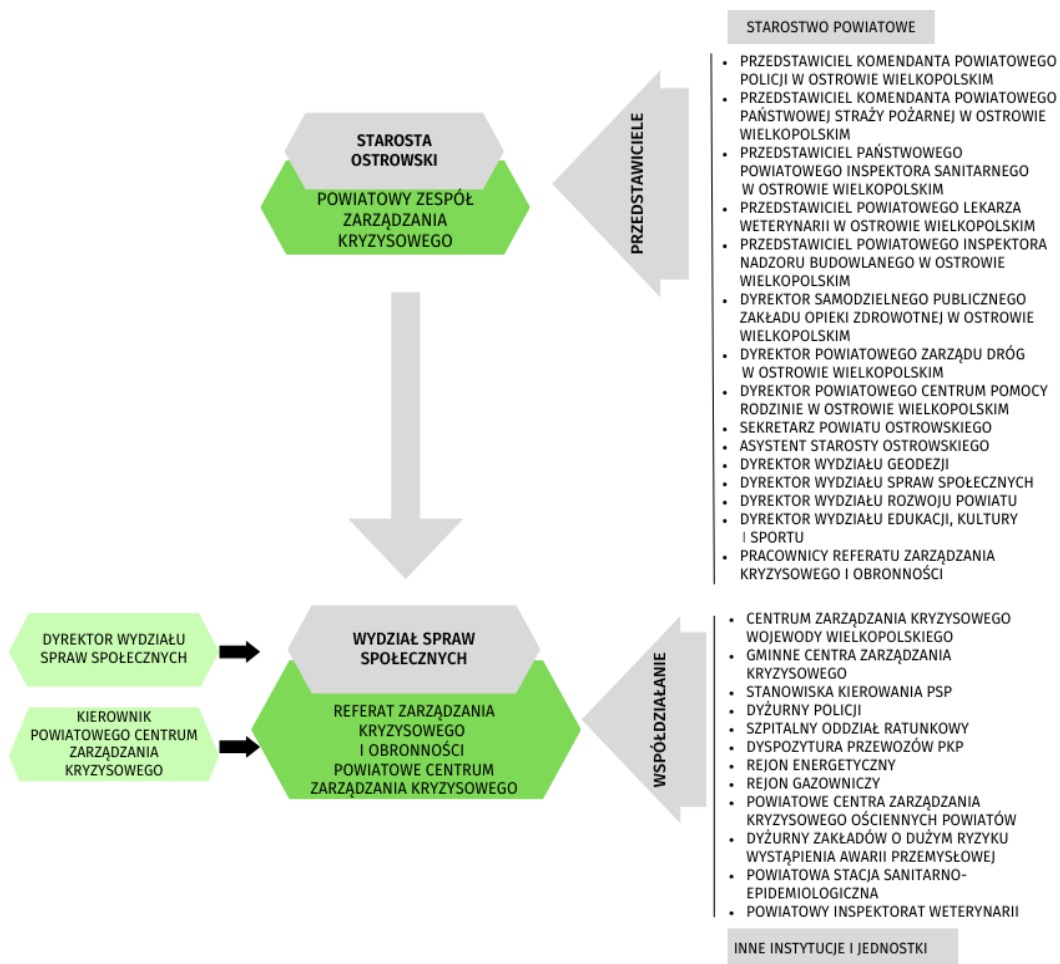 STAROSTWO POWIATOWE
• PRZEDSTAWICIEL KOMENDANTA POWIATOWEGO
POLICJI W OSTROWIE WIELKOPOLSKIM
• PRZEDSTAWICIEL KOMENDANTA POWIATOWEGO
PAŃSTWOWEJ STRAŻY POŻARNEJ W OSTROWIE
WIELKOPOLSKIM
• PRZEDSTAWICIEL PAŃSTWOWEGO
POWIATOWEGO INSPEKTORA SANITARNEGO
W OSTROWIE WIELKOPOLSKIM
• PRZEDSTAWICIEL POWIATOWEGO LEKARZA
WETERYNARII W OSTROWIE WIELKOPOLSKIM
• PRZEDSTAWICIEL POWIATOWEGO INSPEKTORA
NADZORU BUDOWLANEGO W OSTROWIE
WIELKOPOLSKIM
• DYREKTOR SAMODZIELNEGO PUBLICZNEGO
ZAKŁADU OPIEKI ZDROWOTNEJ W OSTROWIE
WIELKOPOLSKIM
• DYREKTOR POWIATOWEGO ZARZĄDU DRÓG
W OSTROWIE WIELKOPOLSKIM
• DYREKTOR POWIATOWEGO CENTRUM POMOCY
RODZINIE W OSTROWIE WIELKOPOLSKIM
• SEKRETARZ POWIATU OSTROWSKIEGO
• ASYSTENT STAROSTY OSTROWSKIEGO
• DYREKTOR WYDZIAŁU GEODEZJI
• DYREKTOR WYDZIAŁU SPRAW SPOŁECZNYCH
• DYREKTOR WYDZIAŁU ROZWOJU POWIATU
• DYREKTOR WYDZIAŁU EDUKACJI, KULTURY
I SPORTU
• PRACOWNICY REFERATU ZARZĄDZANIA
KRYZYSOWEGO I OBRONNOŚCI
PRZEDSTAWICIELE
STAROSTA
OSTROWSKI
POWIATOWY ZESPÓŁ
ZARZĄDZANIA
KRYZYSOWEGO
DYREKTOR WYDZIAŁU
SPRAW SPOŁECZNYCH
KIEROWNIK
POWIATOWEGO CENTRUM
ZARZĄDZANIA
KRYZYSOWEGO
WYDZIAŁ SPRAW
SPOŁECZNYCH
REFERAT ZARZĄDZANIA
KRYZYSOWEGO
I OBRONNOŚCI
POWIATOWE CENTRUM
ZARZĄDZANIA KRYZYSOWEGO
WSPÓŁDZIAŁANIE
• CENTRUM ZARZĄDZANIA KRYZYSOWEGO
WOJEWODY WIELKOPOLSKIEGO
• GMINNE CENTRA ZARZĄDZANIA
KRYZYSOWEGO
• STANOWISKA KIEROWANIA PSP
• DYŻURNY POLICJI
• SZPITALNY ODDZIAŁ RATUNKOWY
• DYSPOZYTURA PRZEWOZÓW PKP
• REJON ENERGETYCZNY
• REJON GAZOWNICZY
• POWIATOWE CENTRA ZARZĄDZANIA
KRYZYSOWEGO OŚCIENNYCH POWIATÓW
• DYŻURNY ZAKŁADÓW O DUŻYM RYZYKU
WYSTĄPIENIA AWARII PRZEMYSŁOWEJ
• POWIATOWA STACJA SANITARNO-
EPIDEMIOLOGICZNA
• POWIATOWY INSPEKTORAT WETERYNARII
INNE INSTYTUCJE I JEDNOSTKI